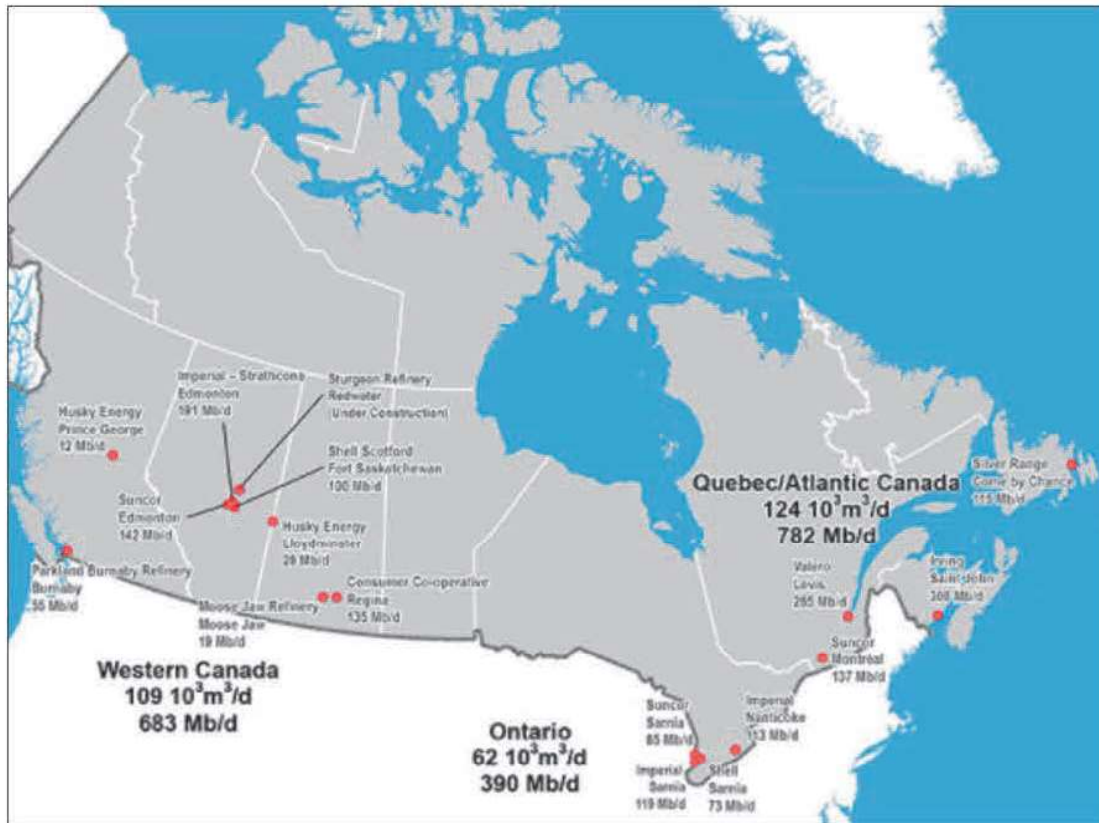 Imperial – Strathcona
Edmonton
191 Mb/d
Sturgeon Refinery
Redwater
(Under Construction)
Husky Energy
Prince George
12 Mb/d
Shell Scotford
Fort Saskatchewan
100 Mb/d
Suncor
Edmonton
142 Mb/d
Husky Energy
Lloydminster
Parkland Burnaby Refinery
Burnaby
55 Mb/d
Moose Jaw Refinery
Moose Jaw
19 Mb/d
Consumer Co-operative
Regina
135 Mb/d
Western Canada
109 10³m³/d
683 Mb/d
Quebec/Atlantic Canada
124 10³m³/d
782 Mb/d
Silver Range
Come by Chance
115 Mb/d
Valero
Levis
265 Mb/d
Irving
Saint John
Suncor
Montréal
137 Mb/d
Ontario
62 10³m³/d
390 Mb/d
Suncor
Sarnia
85 Mb/d
Imperial
Nanticoke
113 Mb/d
Imperial
Sarnia
119 Mb/d
Shell
Sarnia
73 Mb/d